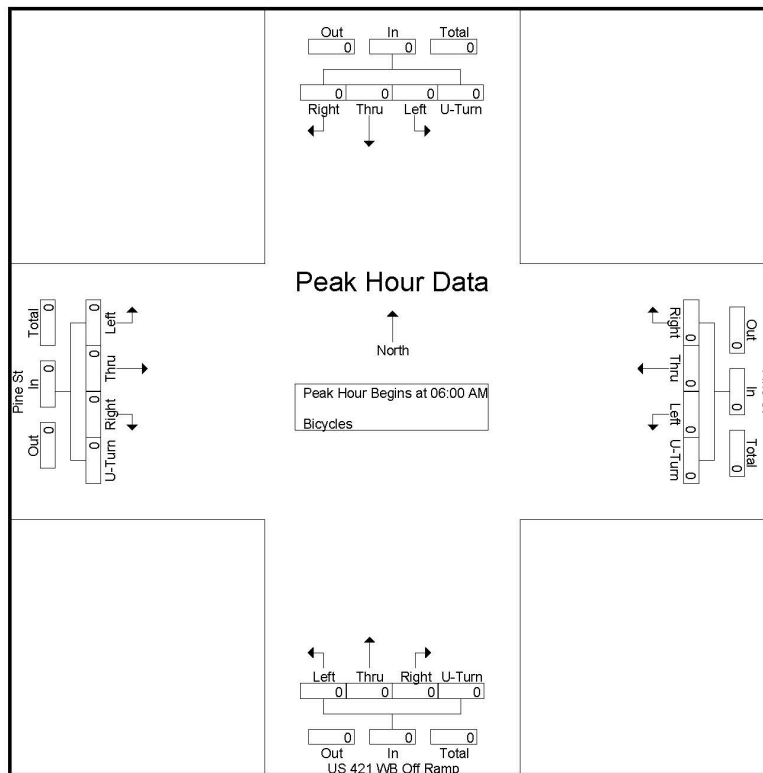 Out In Total
0 0 0
0 0 0 0
Right Thru Left U-Turn
Peak Hour Data
North
Peak Hour Begins at 06:00 AM
Bicycles
Pine St
Total In Out
0 0 0
0 0 0 0
Left Thru Right U-Turn
Right Thru Left U-Turn
0 0 0 0
0 0 0
Out In Total
Left Thru Right U-Turn
0 0 0 0
0 0 0
Out In Total
US 421 WB Off Ramp